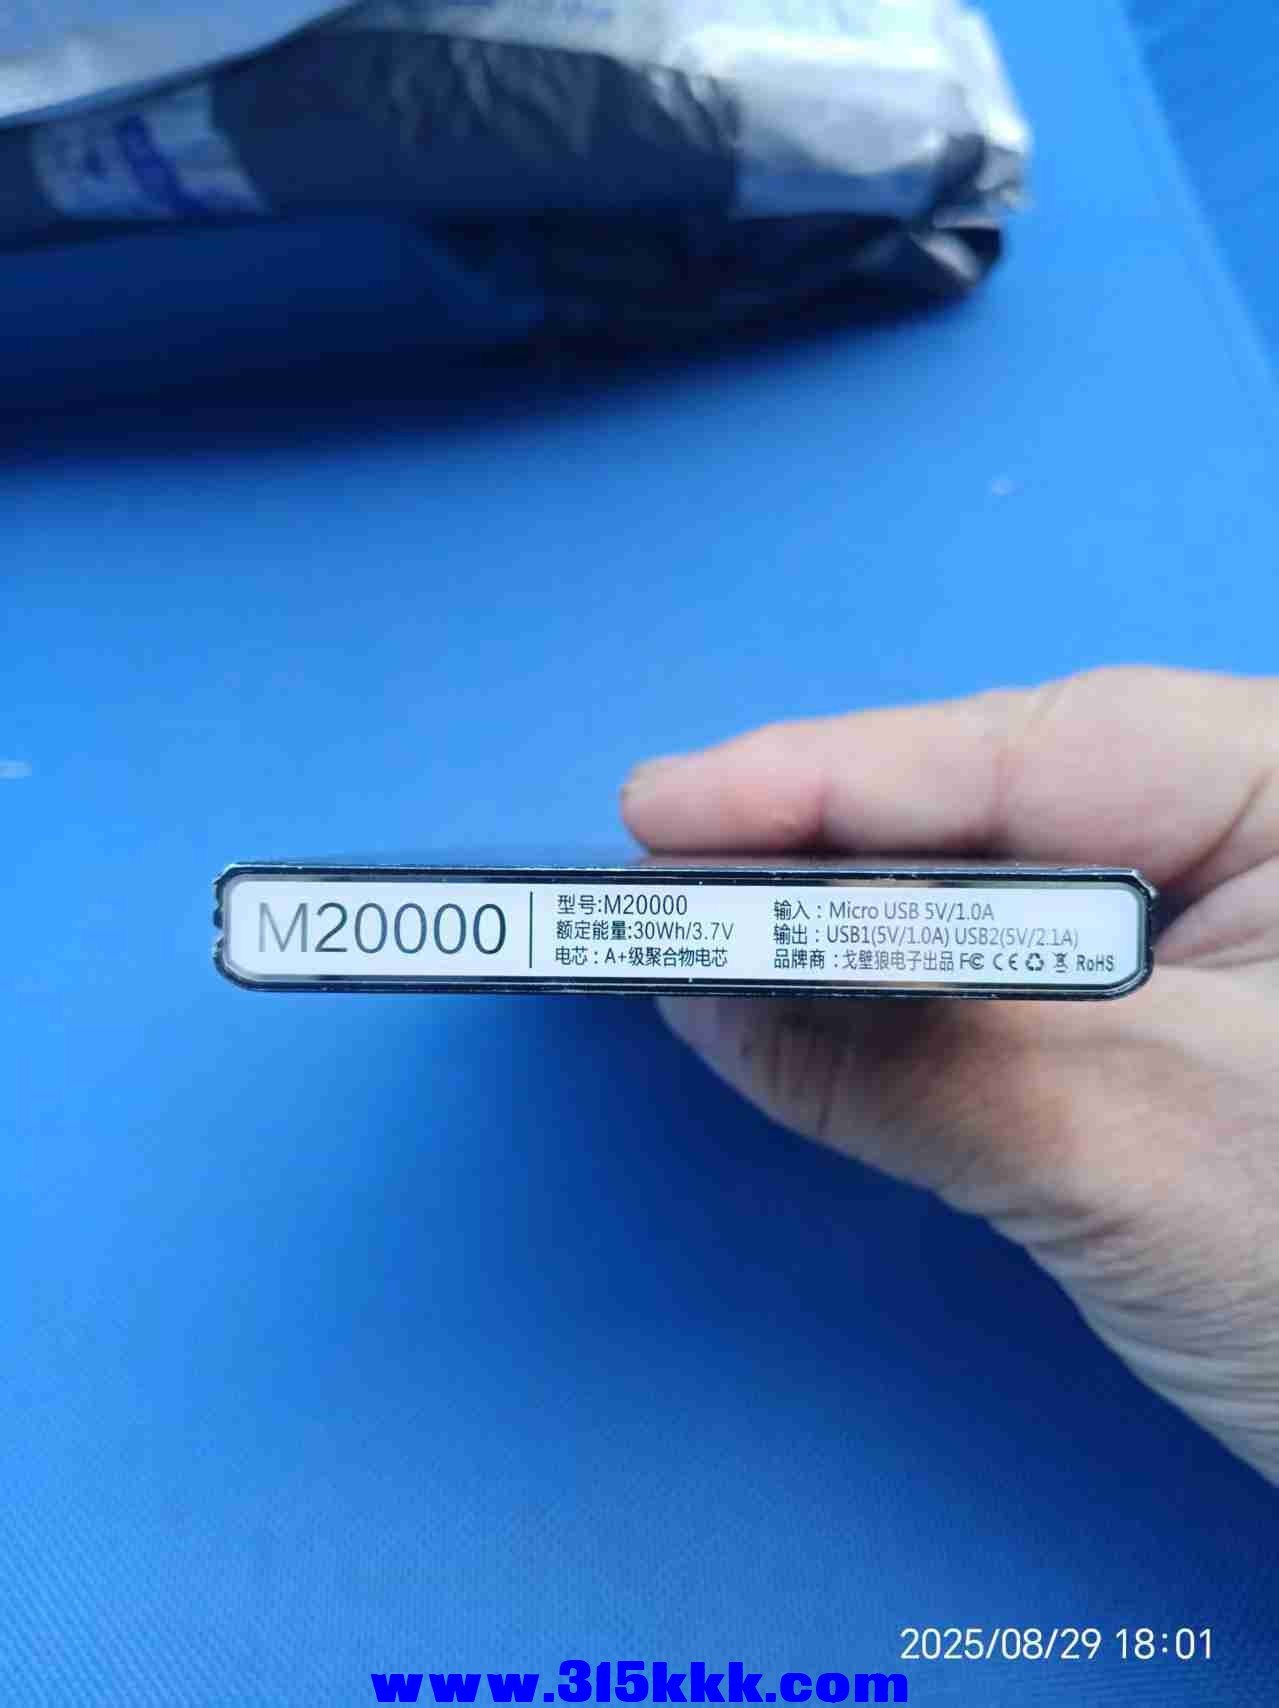 M20000
型号:M20000
额定能量:30Wh/3.7V
电芯：A+级聚合物电芯
输入：Micro USB 5V/1.0A
输出：USB1(5V/1.0A) USB2(5V/2.1A)
品牌商：戈壁狼电子出品 FC CE RoHS
2025/08/29 18:01
www.315kkk.com